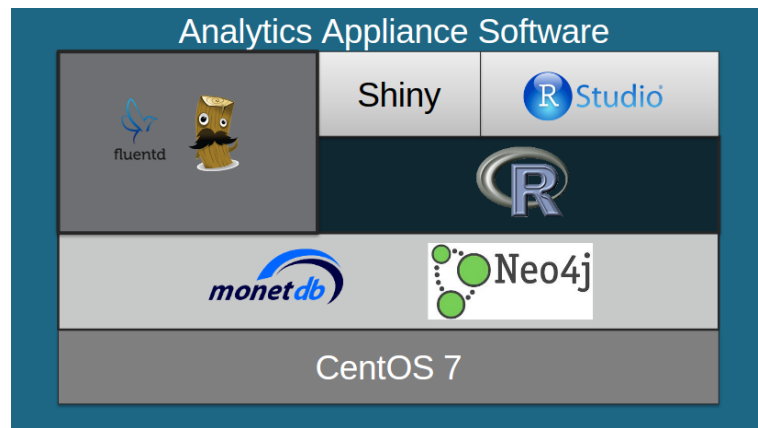 Analytics Appliance Software
fluentd
Shiny
R Studio
R
monetdb
Neo4j
CentOS 7